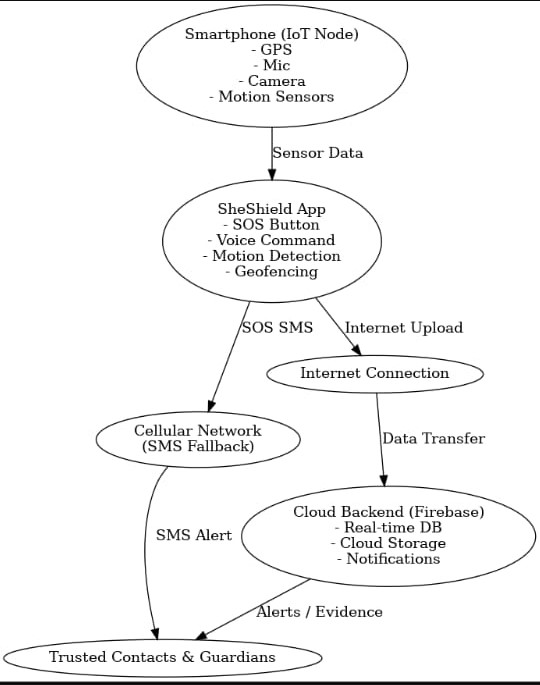 Smartphone (IoT Node)
- GPS
- Mic
- Camera
- Motion Sensors
Sensor Data
SheShield App
- SOS Button
- Voice Command
- Motion Detection
- Geofencing
SOS SMS
Internet Upload
Internet Connection
Cellular Network
(SMS Fallback)
Data Transfer
Cloud Backend (Firebase)
- Real-time DB
- Cloud Storage
- Notifications
SMS Alert
Alerts / Evidence
Trusted Contacts & Guardians